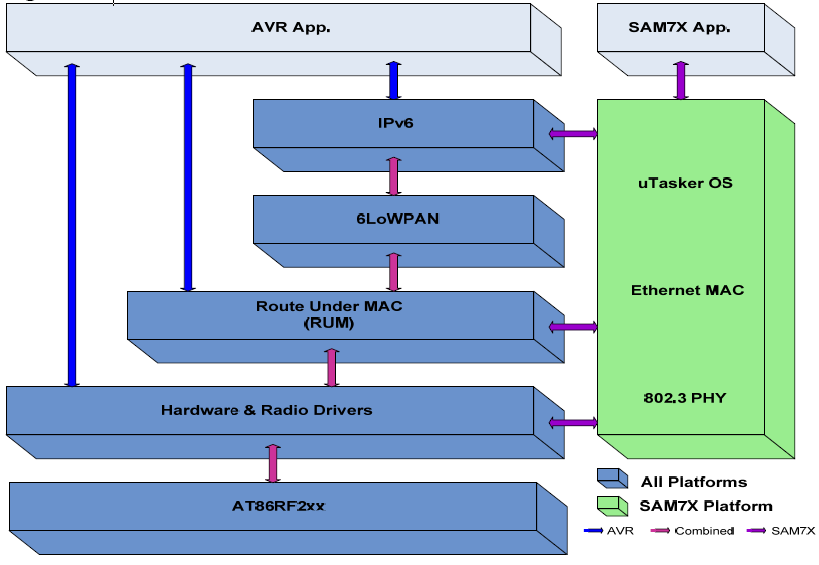 AVR App.
SAM7X App.
IPv6
uTasker OS
6LoWPAN
Ethernet MAC
Route Under MAC
(RUM)
802.3 PHY
Hardware & Radio Drivers
AT86RF2xx
All Platforms
SAM7X Platform
AVR
Combined
SAM7X